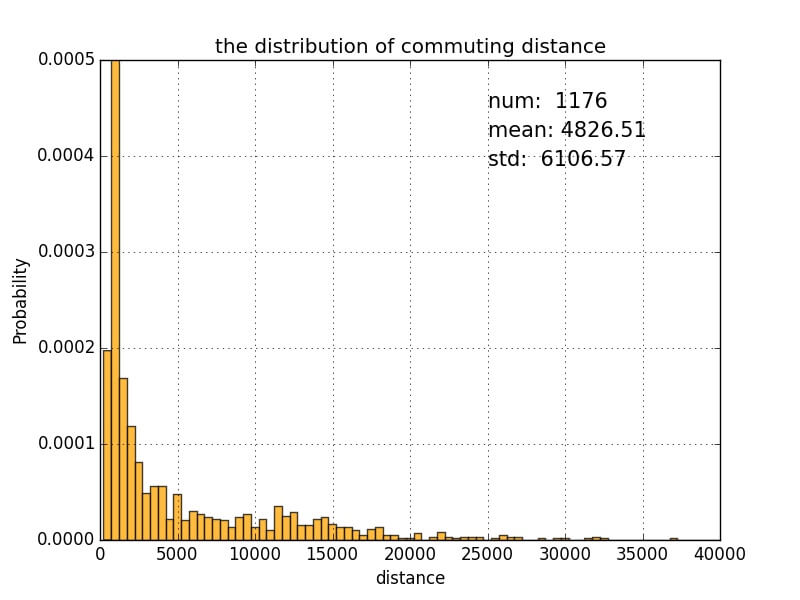 the distribution of commuting distance
0.0005
num: 1176
mean: 4826.51
0.0004
std: 6106.57
0.0003
Probability
0.0002
0.0001
0.0000
0 5000 10000 15000 20000 25000 30000 35000 40000
distance